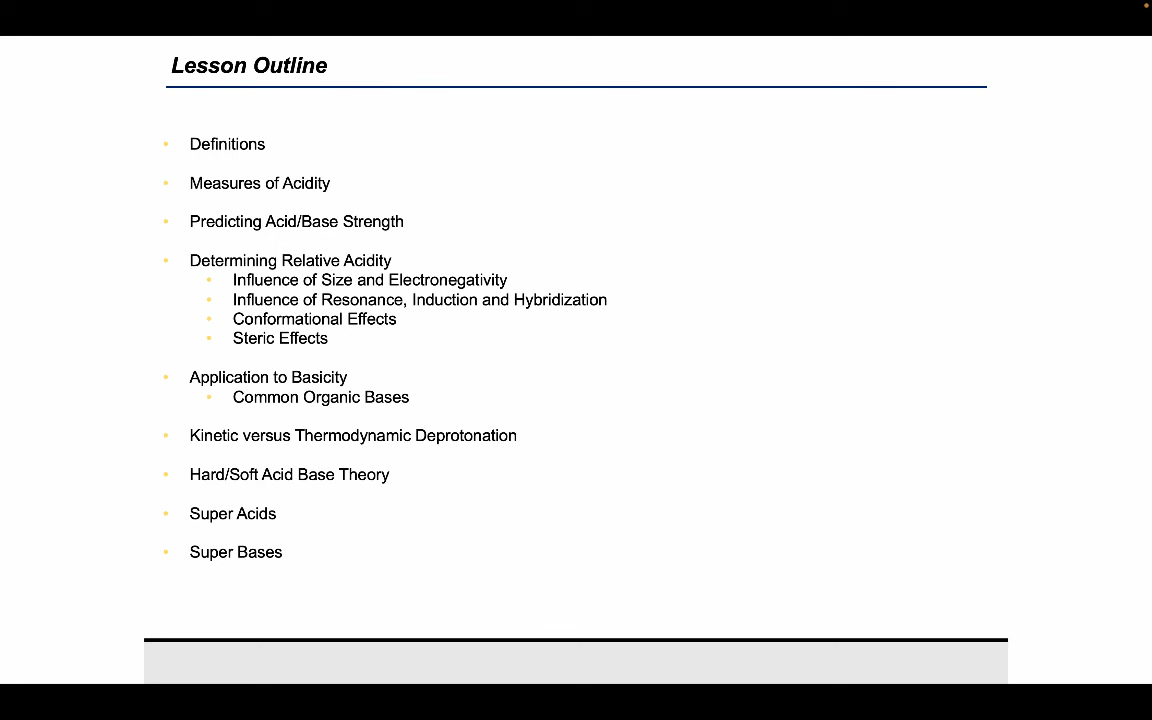 Lesson Outline
• Definitions
• Measures of Acidity
• Predicting Acid/Base Strength
• Determining Relative Acidity
• Influence of Size and Electronegativity
• Influence of Resonance, Induction and Hybridization
• Conformational Effects
• Steric Effects
• Application to Basicity
• Common Organic Bases
• Kinetic versus Thermodynamic Deprotonation
• Hard/Soft Acid Base Theory
• Super Acids
• Super Bases